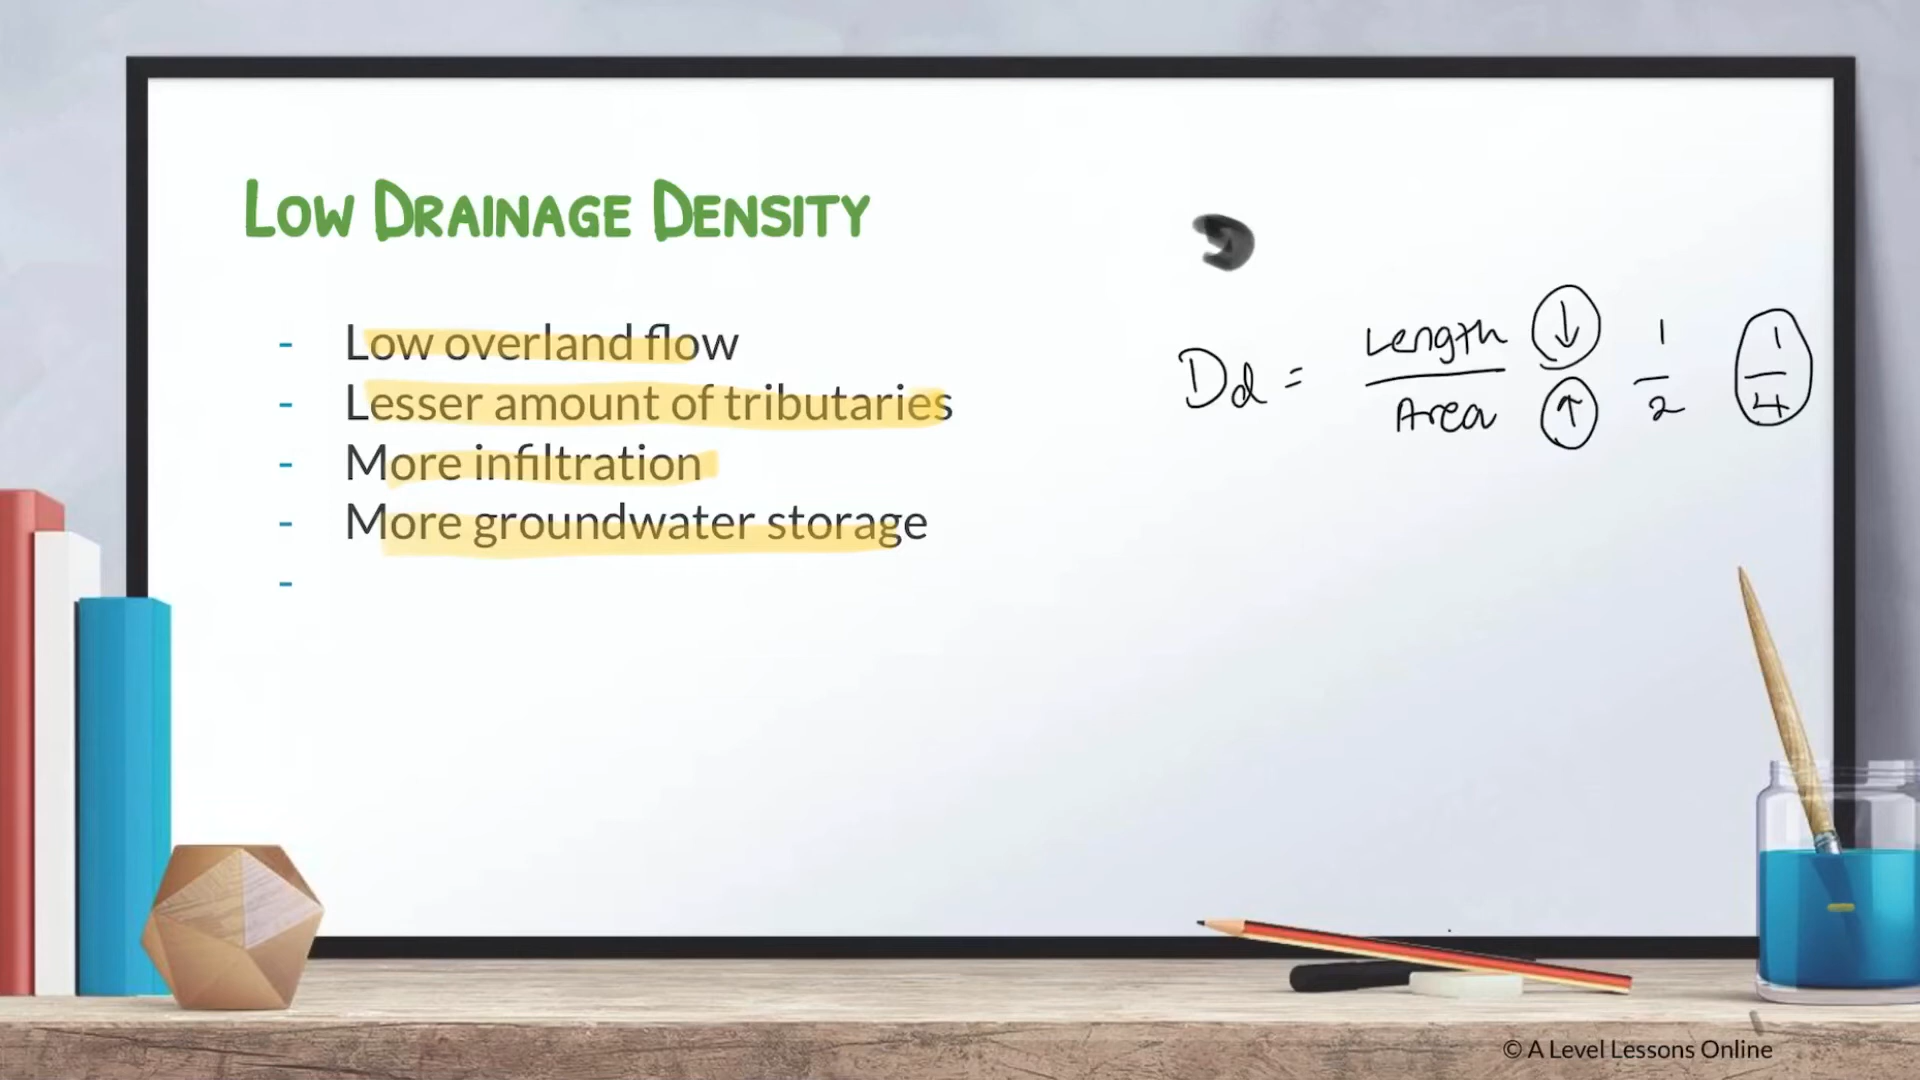 LOW DRAINAGE DENSITY
- Low overland flow
- Lesser amount of tributaries
- More infiltration
- More groundwater storage
-
Dd = Length ↓ / Area ↑ 1/2 1/4
© A Level Lessons Online